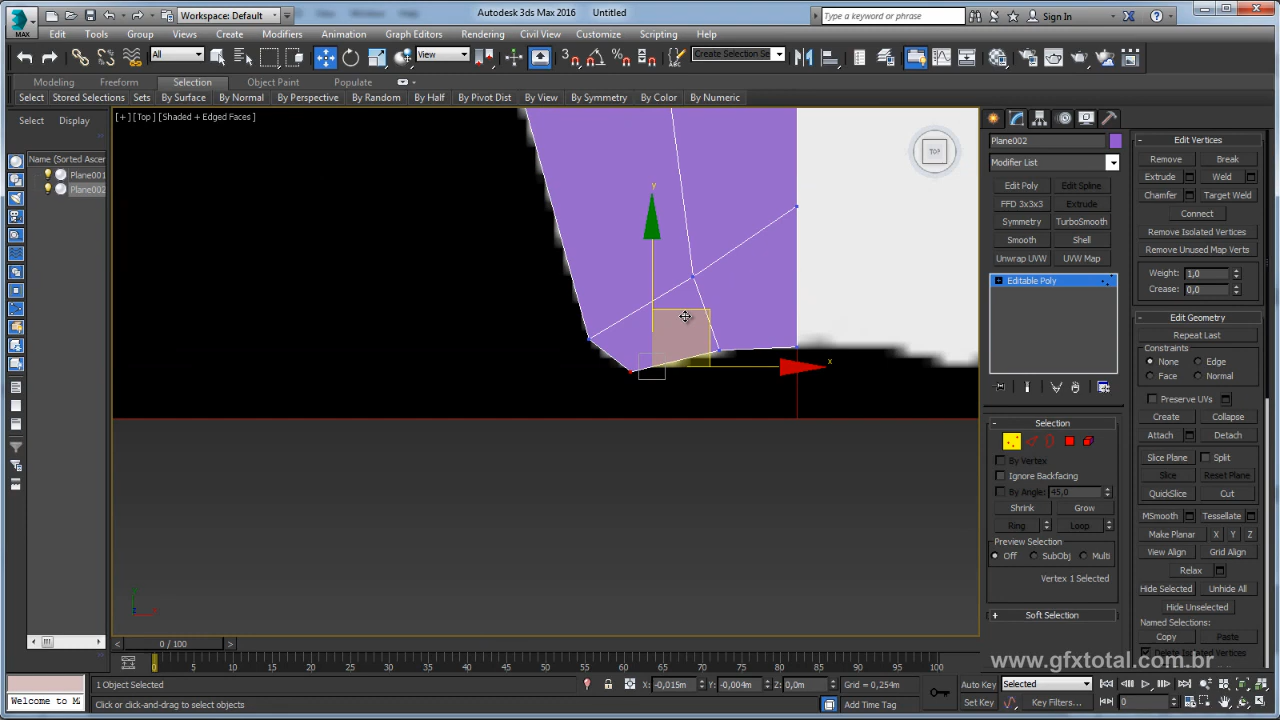 MAX
Workspace: Default
Autodesk 3ds Max 2016 Untitled
Type a keyword or phrase
Sign In
Edit Tools Group Views Create Modifiers Animation Graph Editors Rendering Civil View Customize Scripting Help
All
View
Create Selection Se
Modeling Freeform Selection Object Paint Populate
Select Stored Selections Sets By Surface By Normal By Perspective By Random By Half By Pivot Dist By View By Symmetry By Color By Numeric
Select Display
[+] [Top] [Shaded + Edged Faces]
Name (Sorted Ascen
Plane001
Plane002
TOP
y
x
Plane002
Modifier List
Edit Poly Edit Spline
FFD 3x3x3 Extrude
Symmetry TurboSmooth
Smooth Shell
Unwrap UVW UVW Map
Editable Poly
Selection
By Vertex
Ignore Backfacing
By Angle: 45,0
Shrink Grow
Ring Loop
Preview Selection
Off SubObj Multi
Vertex 1 Selected
Soft Selection
Edit Vertices
Remove Break
Extrude Weld
Chamfer Target Weld
Connect
Remove Isolated Vertices
Remove Unused Map Verts
Weight: 1,0
Crease: 0,0
Edit Geometry
Repeat Last
Constraints
None Edge
Face Normal
Preserve UVs
Create Collapse
Attach Detach
Slice Plane Split
Slice Reset Plane
QuickSlice Cut
MSmooth Tessellate
Make Planar X Y Z
View Align Grid Align
Relax
Hide Selected Unhide All
Hide Unselected
Named Selections:
Copy Paste
Delete Isolated Vertices
www.gfxtotal.com.br
0 / 100
0 5 10 15 20 25 30 35 40 45 50 55 60 65 70 75 80 85 90 95 100
1 Object Selected
X: -0,015m Y: -0,004m Z: 0,0m Grid = 0,254m
Auto Key Selected
Welcome to M
Click or click-and-drag to select objects
Add Time Tag
Set Key Key Filters...
0